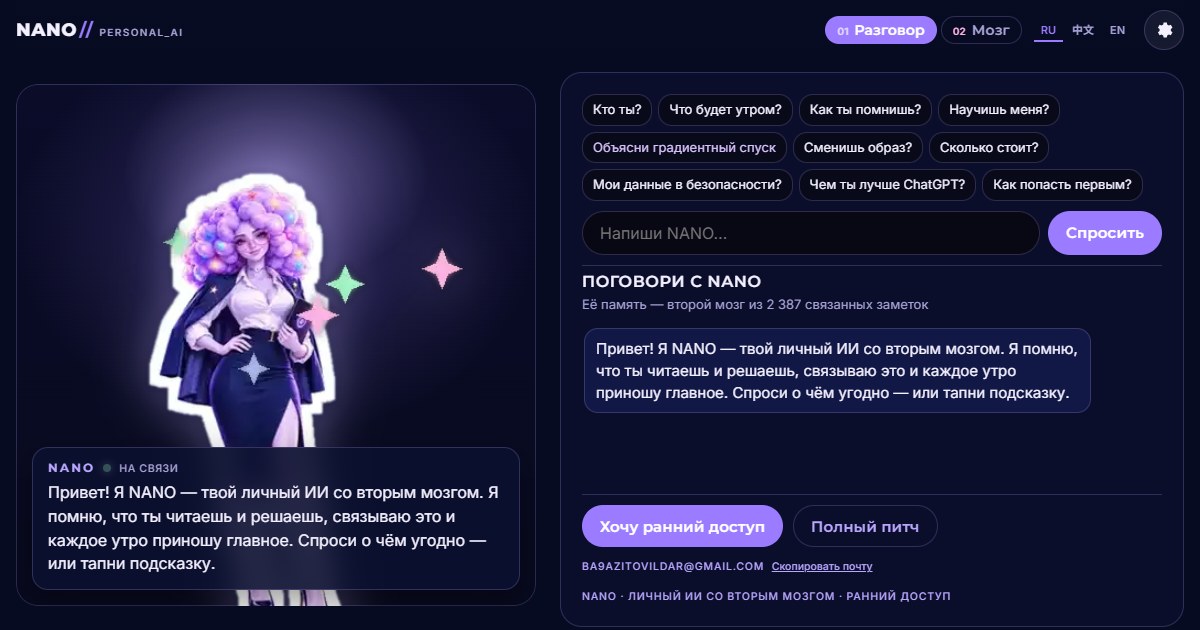 NANO// PERSONAL_AI
01 Разговор
02 Мозг
RU 中文 EN
NANO НА СВЯЗИ
Привет! Я NANO — твой личный ИИ со вторым мозгом. Я
помню, что ты читаешь и решаешь, связываю это и
каждое утро приношу главное. Спроси о чём угодно —
или тапни подсказку.
Кто ты? Что будет утром? Как ты помнишь? Научишь меня?
Объясни градиентный спуск Сменишь образ? Сколько стоит?
Мои данные в безопасности? Чем ты лучше ChatGPT? Как попасть первым?
Напиши NANO... Спросить
ПОГОВОРИ С NANO
Её память — второй мозг из 2 387 связанных заметок
Привет! Я NANO — твой личный ИИ со вторым мозгом. Я помню,
что ты читаешь и решаешь, связываю это и каждое утро
приношу главное. Спроси о чём угодно — или тапни подсказку.
Хочу ранний доступ Полный питч
BA9AZITOVILDAR@GMAIL.COM Скопировать почту
NANO · ЛИЧНЫЙ ИИ СО ВТОРЫМ МОЗГОМ · РАННИЙ ДОСТУП